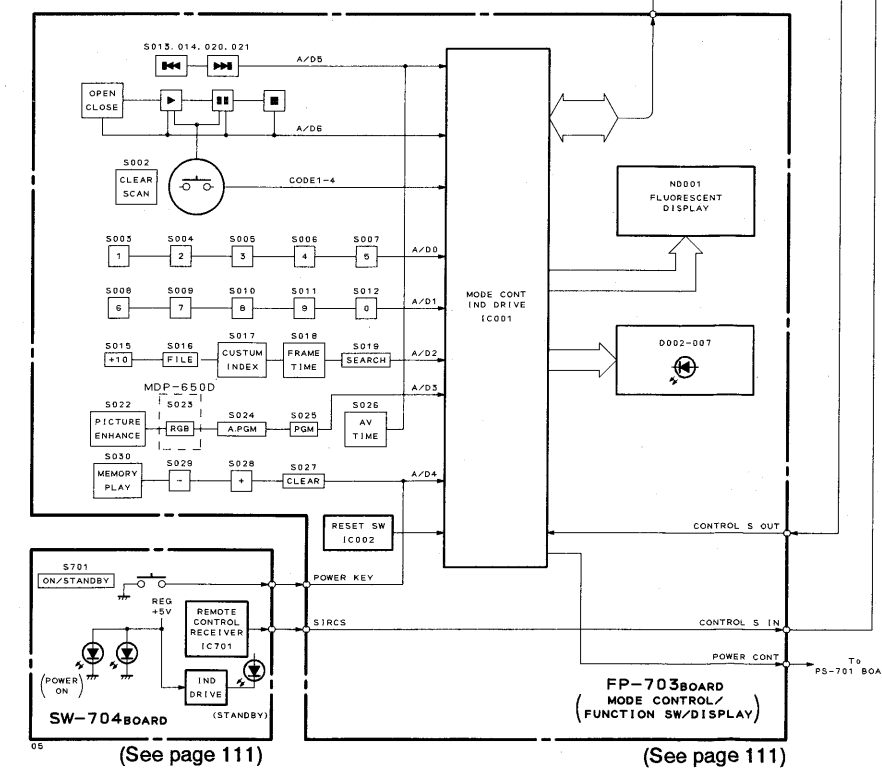 S013. 014. 020. 021
A/D5
OPEN
CLOSE
A/D6
S002
CLEAR
SCAN
CODE1-4
ND001
FLUORESCENT
DISPLAY
S003 S004 S005 S006 S007
1 2 3 4 5 A/D0
S008 S009 S010 S011 S012
6 7 8 9 0 A/D1
MODE CONT
IND DRIVE
IC001
D002-007
S015 S016 S017 S018 S019
+10 FILE CUSTUM INDEX FRAME TIME SEARCH A/D2
MDP-650D
A/D3
S022 S023 S024 S025 S026
PICTURE ENHANCE RGB A.PGM PGM AV TIME
S030 S029 S028 S027
MEMORY PLAY - + CLEAR A/D4
RESET SW
IC002
CONTROL S OUT
S701
ON/STANDBY
POWER KEY
REG
+5V
REMOTE
CONTROL
RECEIVER
IC701
SIRCS
CONTROL S IN
POWER CONT
To
PS-701 BOA
(POWER ON)
IND
DRIVE
(STANDBY)
SW-704 BOARD
FP-703 BOARD
(MODE CONTROL/
FUNCTION SW/DISPLAY)
05
(See page 111)
(See page 111)